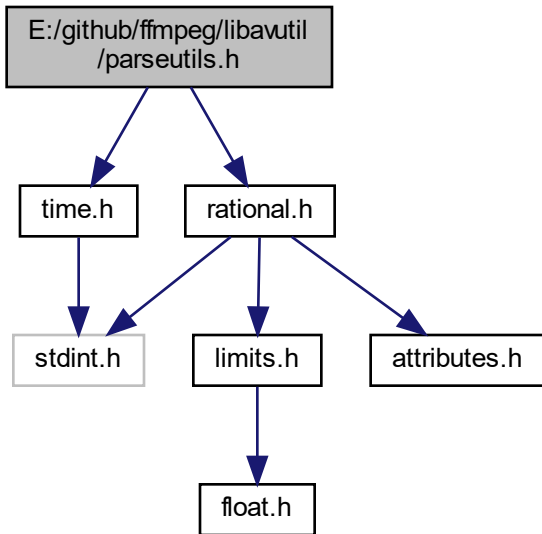 E:/github/ffmpeg/libavutil
/parseutils.h
time.h
rational.h
stdint.h
limits.h
attributes.h
float.h